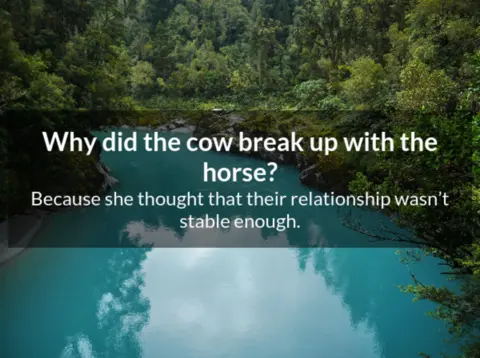 Why did the cow break up with the
horse?
Because she thought that their relationship wasn't
stable enough.